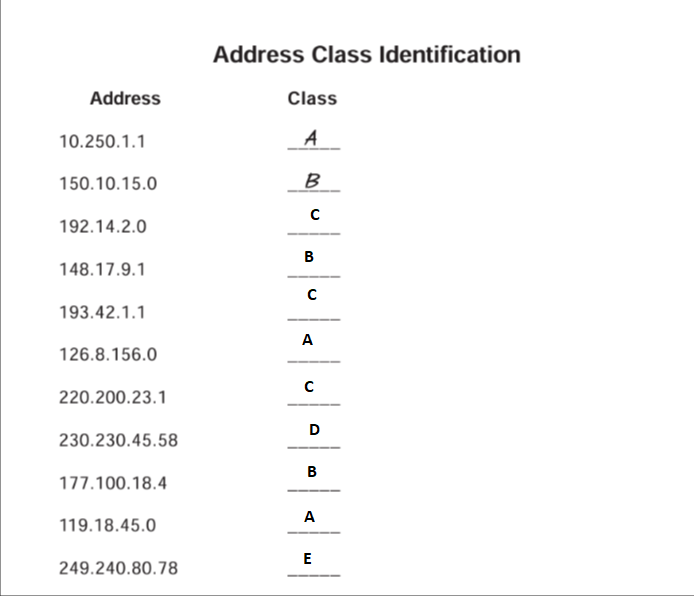 Address Class Identification
Address Class
10.250.1.1 A
150.10.15.0 B
192.14.2.0 C
148.17.9.1 B
193.42.1.1 C
126.8.156.0 A
220.200.23.1 C
230.230.45.58 D
177.100.18.4 B
119.18.45.0 A
249.240.80.78 E